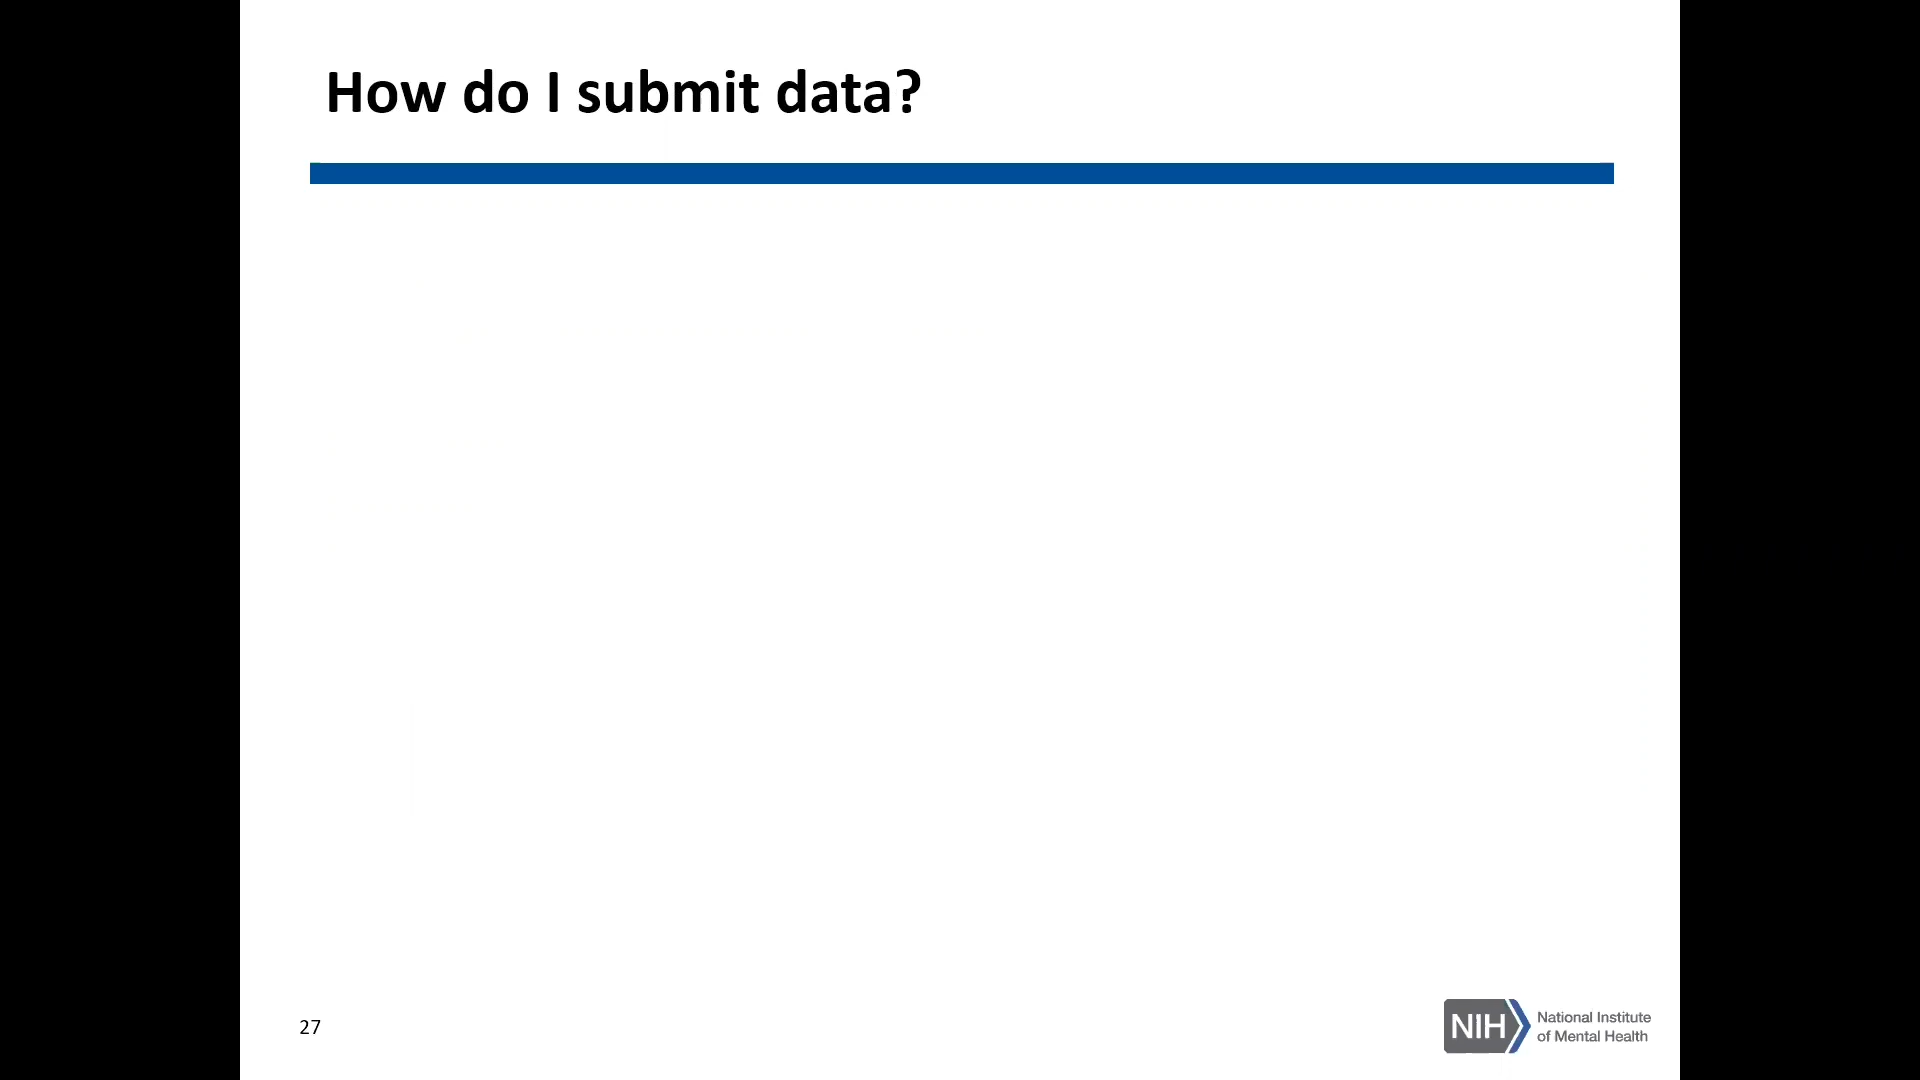 How do I submit data?
27
NIH
National Institute
of Mental Health